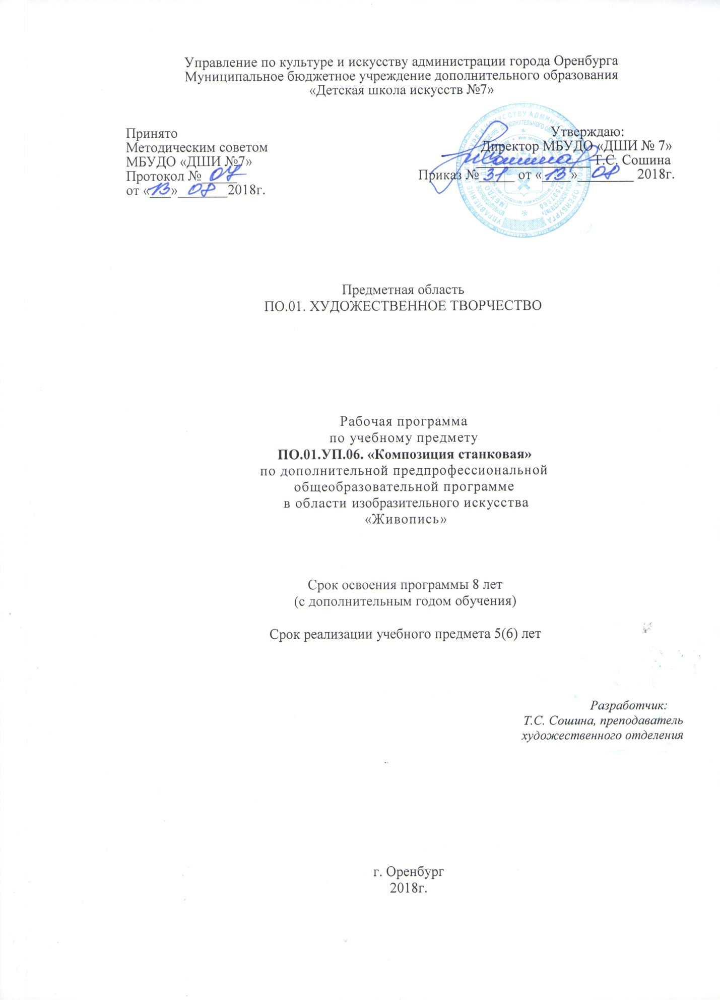 Управление по культуре и искусству администрации города Оренбурга
Муниципальное бюджетное учреждение дополнительного образования
«Детская школа искусств №7»
Принято
Методическим советом
МБУДО «ДШИ №7»
Протокол № 04
от «13» 08 2018г.
Утверждаю:
Директор МБУДО «ДШИ № 7»
Т.С. Сошина
Приказ № 31 от «13» 08 2018г.
Предметная область
ПО.01. ХУДОЖЕСТВЕННОЕ ТВОРЧЕСТВО
Рабочая программа
по учебному предмету
ПО.01.УП.06. «Композиция станковая»
по дополнительной предпрофессиональной
общеобразовательной программе
в области изобразительного искусства
«Живопись»
Срок освоения программы 8 лет
(с дополнительным годом обучения)
Срок реализации учебного предмета 5(6) лет
Разработчик:
Т.С. Сошина, преподаватель
художественного отделения
г. Оренбург
2018г.